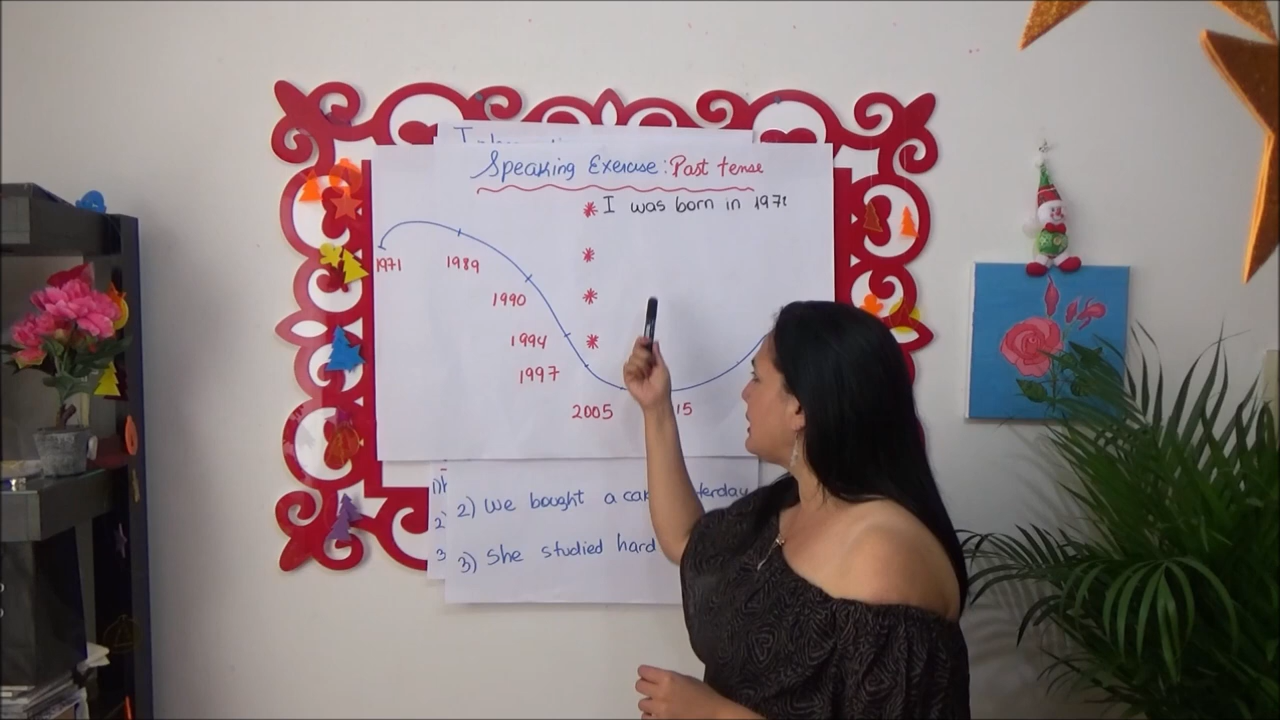 Speaking Exercise: Past tense
* I was born in 1971
*
*
*
1971
1989
1990
1994
1997
2005
15
2) We bought a
3) She studied hard